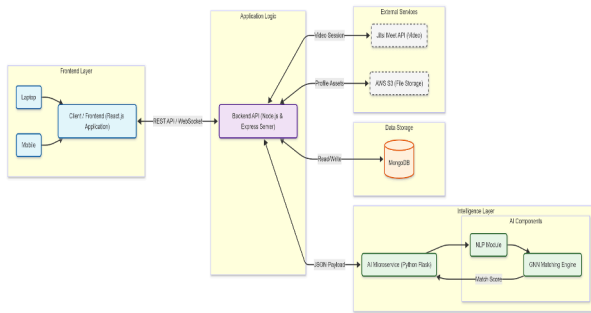 External Services
Application Logic
Video Session
Jitsi Meet API (Video)
Frontend Layer
Laptop
Profile Assets
AWS S3 (File Storage)
Client / Frontend (React.js
Application)
REST API / WebSocket
Backend API (Node.js &
Express Server)
Mobile
Data Storage
Read/Write
MongoDB
Intelligence Layer
AI Components
NLP Module
JSON Payload
AI Microservice (Python Flask)
GNN Matching Engine
Match Score